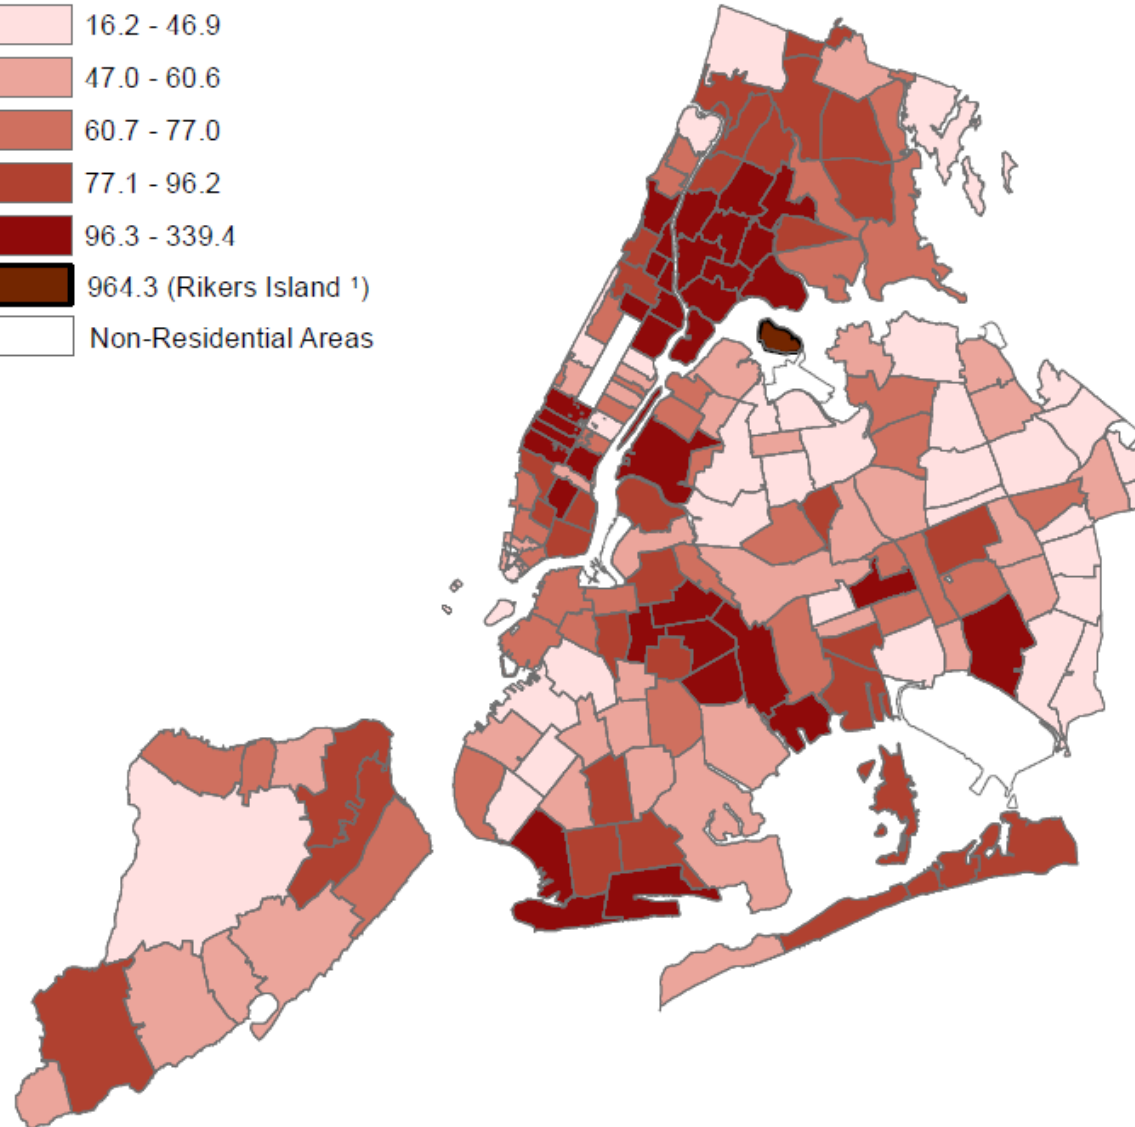 16.2 - 46.9
47.0 - 60.6
60.7 - 77.0
77.1 - 96.2
96.3 - 339.4
964.3 (Rikers Island ¹)
Non-Residential Areas